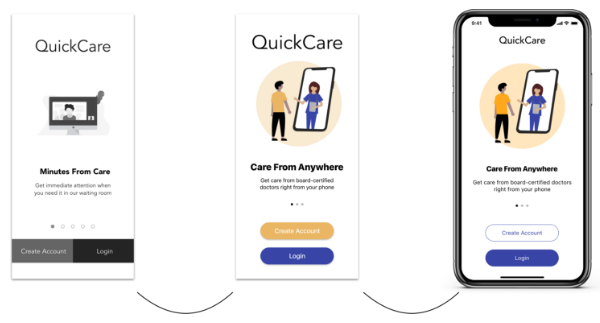 QuickCare
Minutes From Care
Get immediate attention when
you need it in our waiting room
Create Account
Login
QuickCare
Care From Anywhere
Get care from board-certified
doctors right from your phone
Create Account
Login
9:41
QuickCare
Care From Anywhere
Get care from board-certified doctors
right from your phone
Create Account
Login